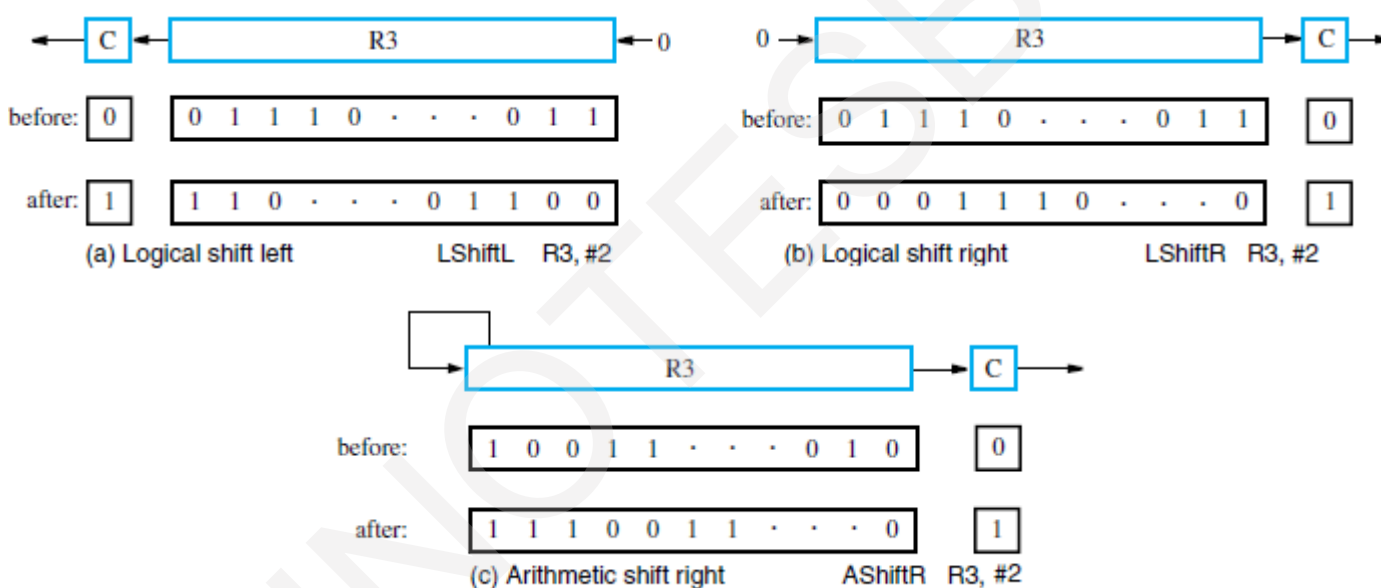 C R3 0
before: 0 0 1 1 1 0 · · · 0 1 1
after: 1 1 1 0 · · · 0 1 1 0 0
(a) Logical shift left LShiftL R3, #2
0 R3 C
before: 0 1 1 1 0 · · · 0 1 1 0
after: 0 0 0 1 1 1 0 · · · 0 1
(b) Logical shift right LShiftR R3, #2
R3 C
before: 1 0 0 1 1 · · · 0 1 0 0
after: 1 1 1 0 0 1 1 · · · 0 1
(c) Arithmetic shift right AShiftR R3, #2
NOTESE